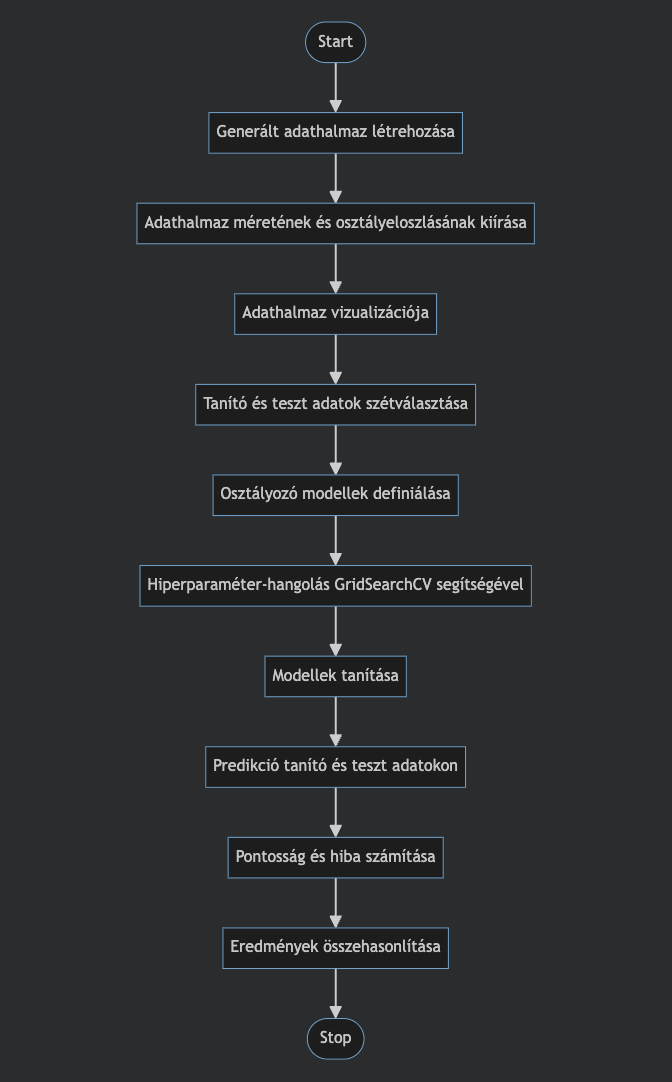 Start
Generált adathalmaz létrehozása
Adathalmaz méretének és osztályeloszlásának kiírása
Adathalmaz vizualizációja
Tanító és teszt adatok szétválasztása
Osztályozó modellek definiálása
Hiperparaméter-hangolás GridSearchCV segítségével
Modellek tanítása
Predikció tanító és teszt adatokon
Pontosság és hiba számítása
Eredmények összehasonlítása
Stop